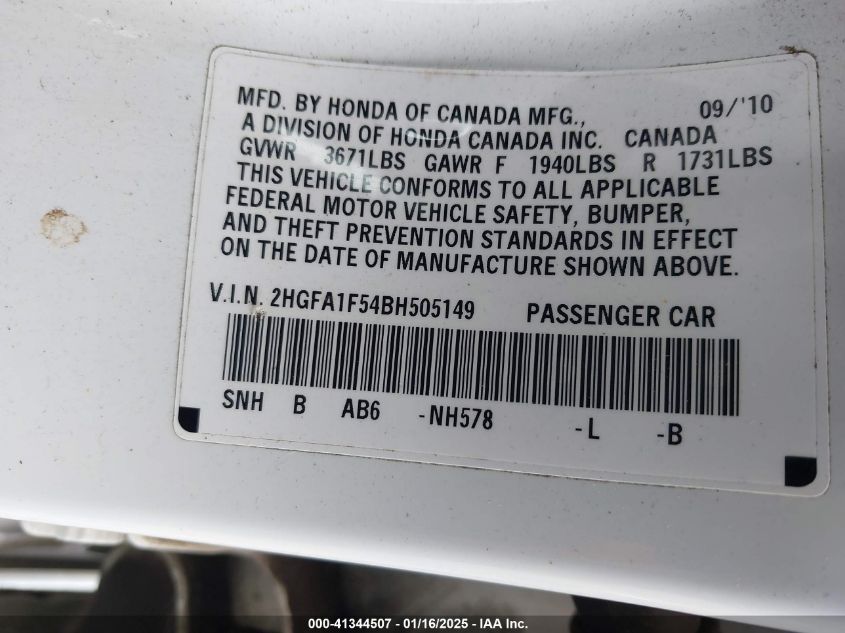 MFD. BY HONDA OF CANADA MFG., 09/'10
A DIVISION OF HONDA CANADA INC. CANADA
GVWR 3671LBS GAWR F 1940LBS R 1731LBS
THIS VEHICLE CONFORMS TO ALL APPLICABLE
FEDERAL MOTOR VEHICLE SAFETY, BUMPER,
AND THEFT PREVENTION STANDARDS IN EFFECT
ON THE DATE OF MANUFACTURE SHOWN ABOVE.
V.I.N. 2HGFA1F54BH505149 PASSENGER CAR
SNH B AB6 -NH578 -L -B
000-41344507 - 01/16/2025 - IAA Inc.